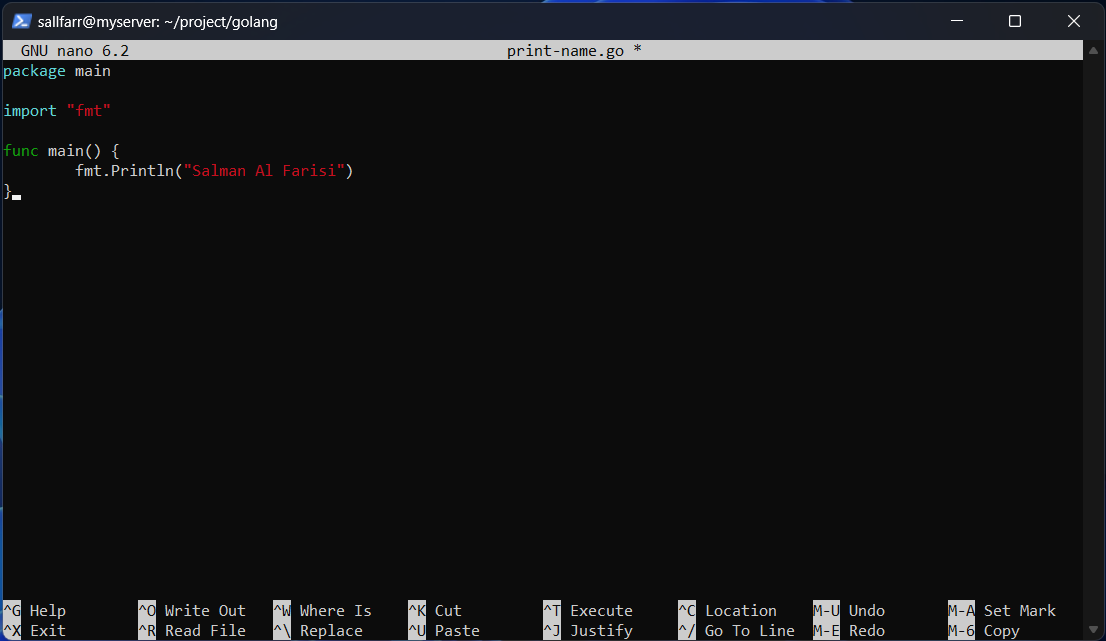 sallfarr@myserver: ~/project/golang
GNU nano 6.2 print-name.go *
package main
import "fmt"
func main() {
fmt.Println("Salman Al Farisi")
}
^G Help ^O Write Out ^W Where Is ^K Cut ^T Execute ^C Location M-U Undo M-A Set Mark
^X Exit ^R Read File ^\ Replace ^U Paste ^J Justify ^/ Go To Line M-E Redo M-6 Copy